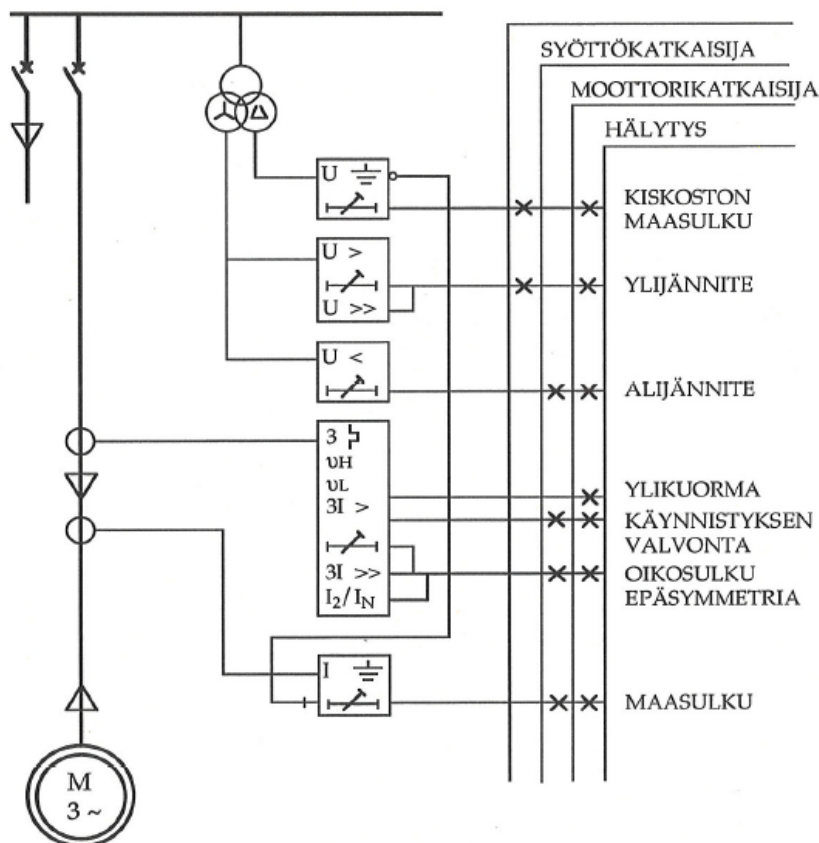 SYÖTTÖKATKAISIJA
MOOTTORIKATKAISIJA
HÄLYTYS
U
KISKOSTON
MAASULKU
U >
YLIJÄNNITE
U >>
U <
ALIJÄNNITE
3
υH
υL
YLIKUORMA
3I >
KÄYNNISTYKSEN
VALVONTA
3I >>
OIKOSULKU
I2/IN
EPÄSYMMETRIA
I
MAASULKU
M
3 ~